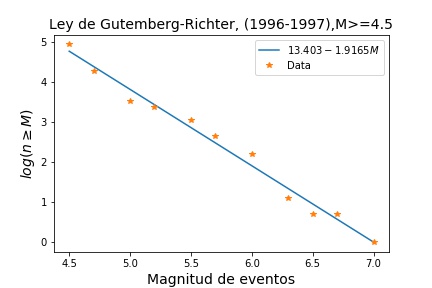 Ley de Gutemberg-Richter, (1996-1997),M>=4.5
13.403 − 1.9165M
Data
log(n ≥ M)
5
4
3
2
1
0
4.5 5.0 5.5 6.0 6.5 7.0
Magnitud de eventos